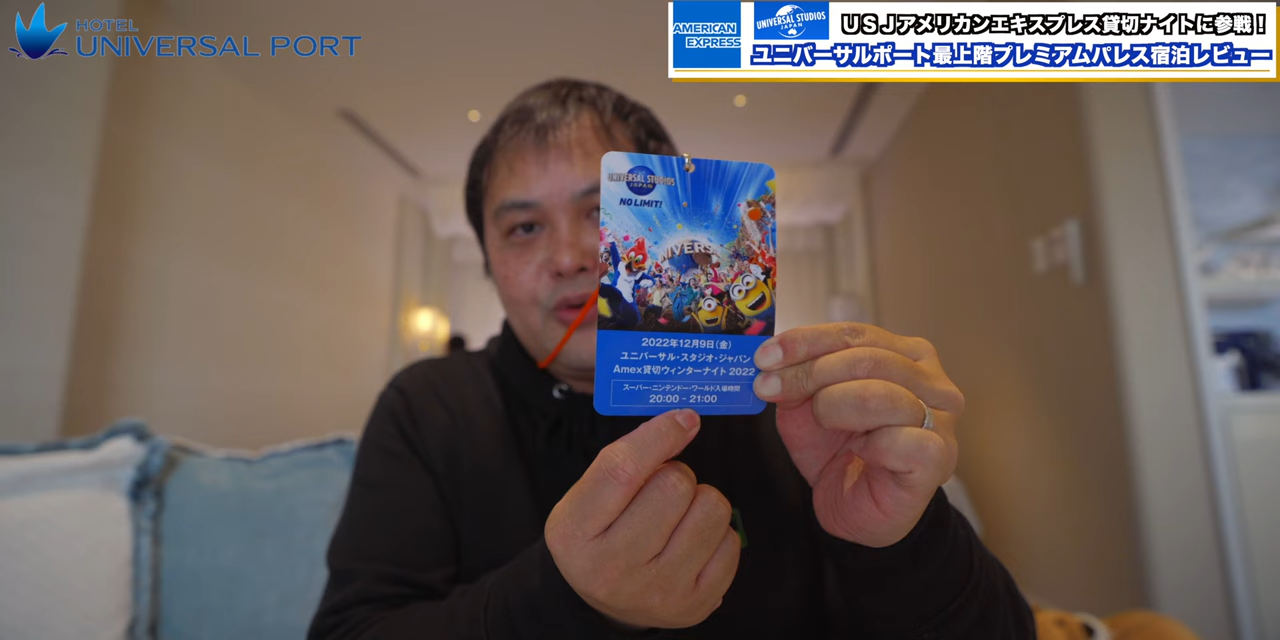 HOTEL
UNIVERSAL PORT
AMERICAN
EXPRESS
UNIVERSAL STUDIOS
JAPAN
USJアメリカンエキスプレス貸切ナイトに参戦！
ユニバーサルポート最上階プレミアムパレス宿泊レビュー
UNIVERSAL STUDIOS
JAPAN
NO LIMIT!
UNIVERS
2022年12月9日(金)
ユニバーサル・スタジオ・ジャパン
Amex貸切ウィンターナイト 2022
スーパー・ニンテンドー・ワールド入場時間
20:00 - 21:00